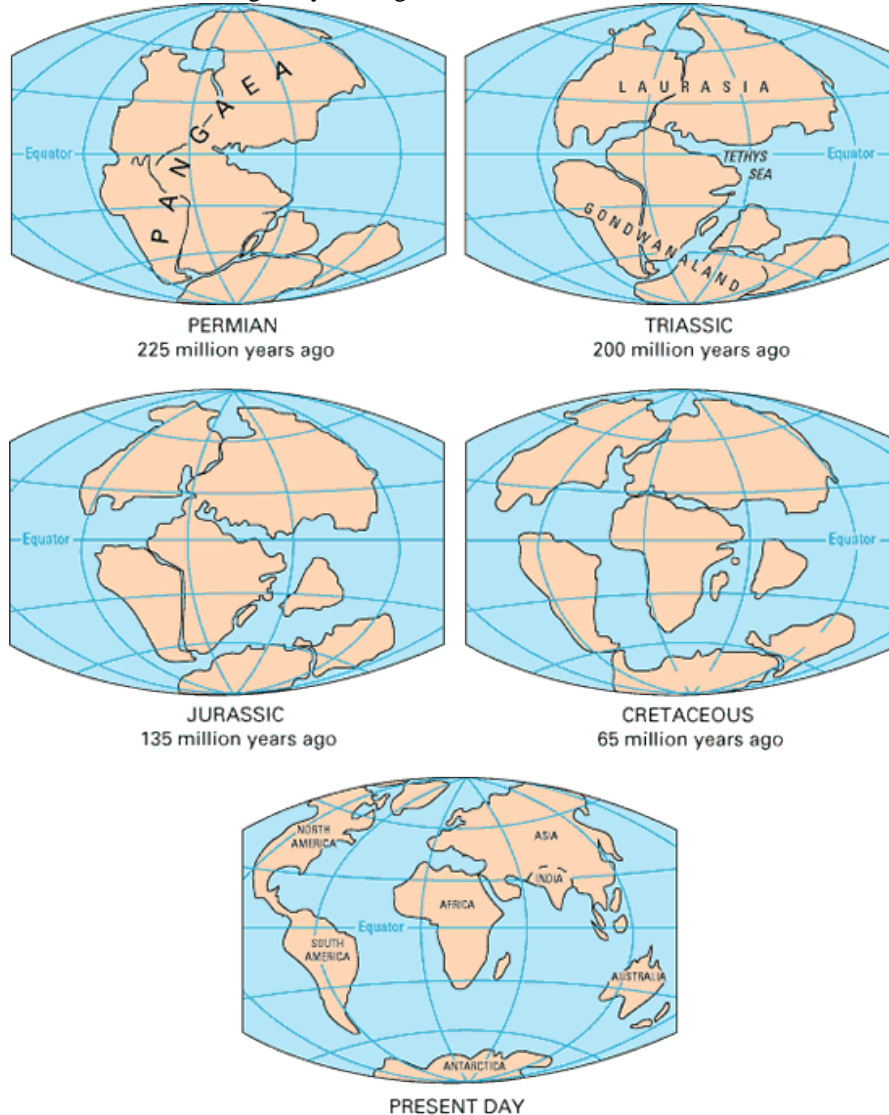 PANGAEA
Equator
PERMIAN
225 million years ago
LAURASIA
TETHYS
SEA
Equator
GONDWANALAND
TRIASSIC
200 million years ago
Equator
JURASSIC
135 million years ago
Equator
CRETACEOUS
65 million years ago
NORTH
AMERICA
ASIA
INDIA
AFRICA
Equator
SOUTH
AMERICA
AUSTRALIA
ANTARCTICA
PRESENT DAY